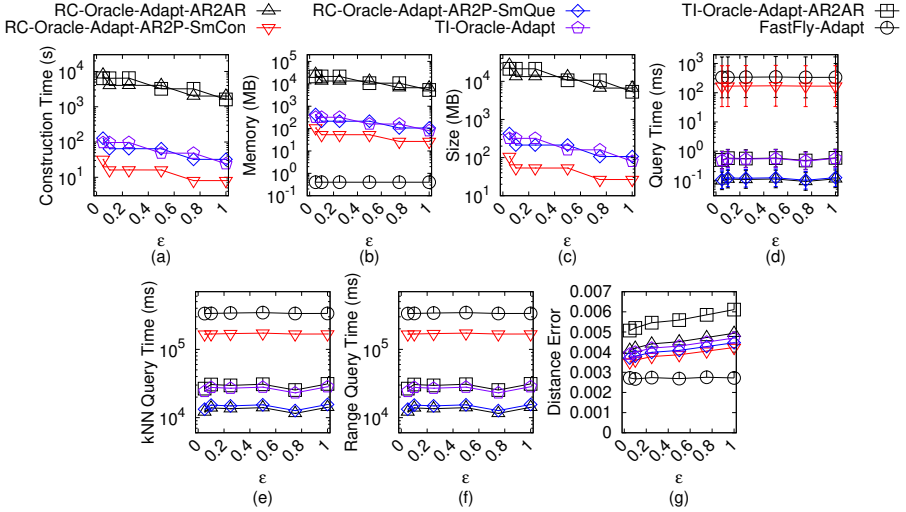 RC-Oracle-Adapt-AR2AR RC-Oracle-Adapt-AR2P-SmQue TI-Oracle-Adapt-AR2AR
RC-Oracle-Adapt-AR2P-SmCon TI-Oracle-Adapt FastFly-Adapt
Construction Time (s)
10^4
10^3
10^2
10^1
0 0.2 0.4 0.6 0.8 1
ε
(a)
Memory (MB)
10^5
10^4
10^3
10^2
10^1
10^0
10^-1
0 0.2 0.4 0.6 0.8 1
ε
(b)
Size (MB)
10^4
10^3
10^2
10^1
0 0.2 0.4 0.6 0.8 1
ε
(c)
Query Time (ms)
10^3
10^2
10^1
10^0
10^-1
0 0.2 0.4 0.6 0.8 1
ε
(d)
kNN Query Time (ms)
10^5
10^4
0 0.2 0.4 0.6 0.8 1
ε
(e)
Range Query Time (ms)
10^5
10^4
0 0.2 0.4 0.6 0.8 1
ε
(f)
Distance Error
0.007
0.006
0.005
0.004
0.003
0.002
0.001
0
0 0.2 0.4 0.6 0.8 1
ε
(g)